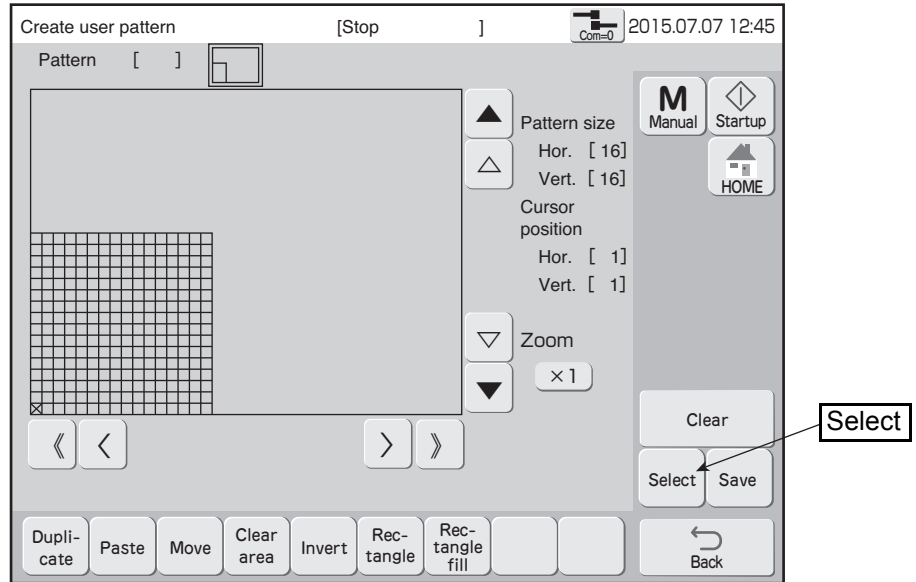 Create user pattern [Stop ] Com=0 2015.07.07 12:45
Pattern [ ]
M
Manual
Startup
HOME
Pattern size
Hor. [ 16]
Vert. [ 16]
Cursor
position
Hor. [ 1]
Vert. [ 1]
Zoom
×1
Clear
Select
Save
Select
Dupli-
cate
Paste
Move
Clear
area
Invert
Rec-
tangle
Rec-
tangle
fill
Back